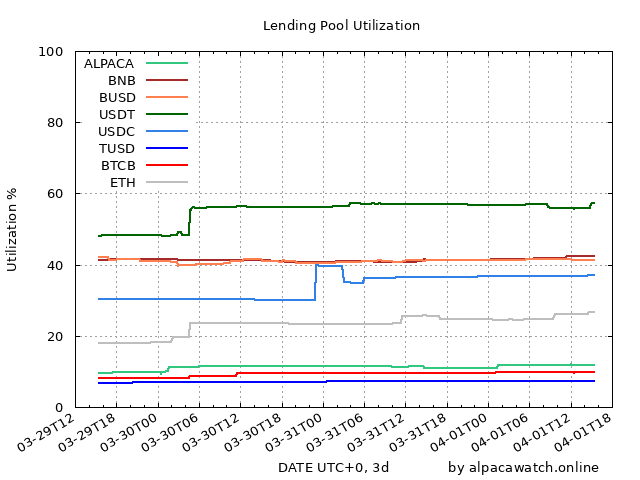 Lending Pool Utilization
Utilization %
100
80
60
40
20
0
ALPACA
BNB
BUSD
USDT
USDC
TUSD
BTCB
ETH
03-29T12
03-29T18
03-30T00
03-30T06
03-30T12
03-30T18
03-31T00
03-31T06
03-31T12
03-31T18
04-01T00
04-01T06
04-01T12
04-01T18
DATE UTC+0, 3d
by alpacawatch.online